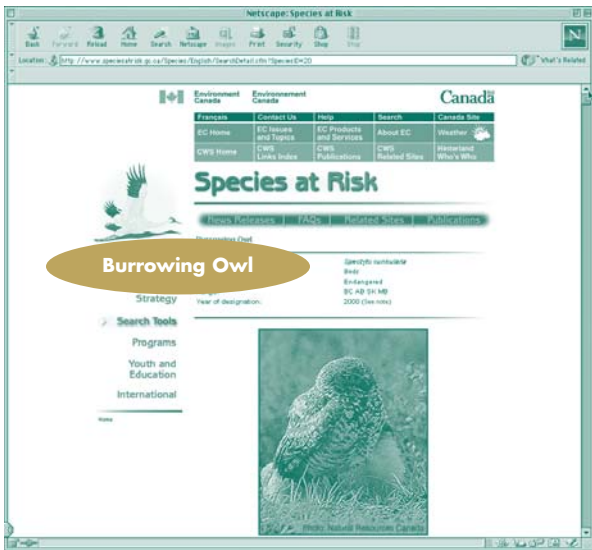 Netscape: Species at Risk
Back Forward Reload Home Search Netscape Images Print Security Shop Stop
Location: http://www.speciesatrisk.gc.ca/Species/English/SearchDetail.cfm?SpeciesID=20 What's Related
Environment Canada Environnement Canada Canada
Français Contact Us Help Search Canada Site
EC Home EC Issues and Topics EC Products and Services About EC Weather
CWS Home CWS Links Index CWS Publications CWS Related Sites Hinterland Who's Who
Species at Risk
News Releases FAQs Related Sites Publications
Burrowing Owl
Burrowing Owl
Speotyto cunicularia
Birds
Endangered
BC AB SK MB
Year of designation: 2000
Strategy
Search Tools
Programs
Youth and
Education
International
Home
Photo: Natural Resources Canada